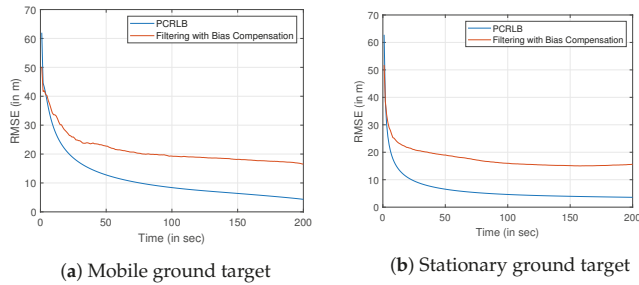 70
60
50
40
30
20
10
0
RMSE (in m)
PCRLB
Filtering with Bias Compensation
0 50 100 150 200
Time (in sec)
(a) Mobile ground target
70
60
50
40
30
20
10
0
RMSE (in m)
PCRLB
Filtering with Bias Compensation
0 50 100 150 200
Time (in sec)
(b) Stationary ground target